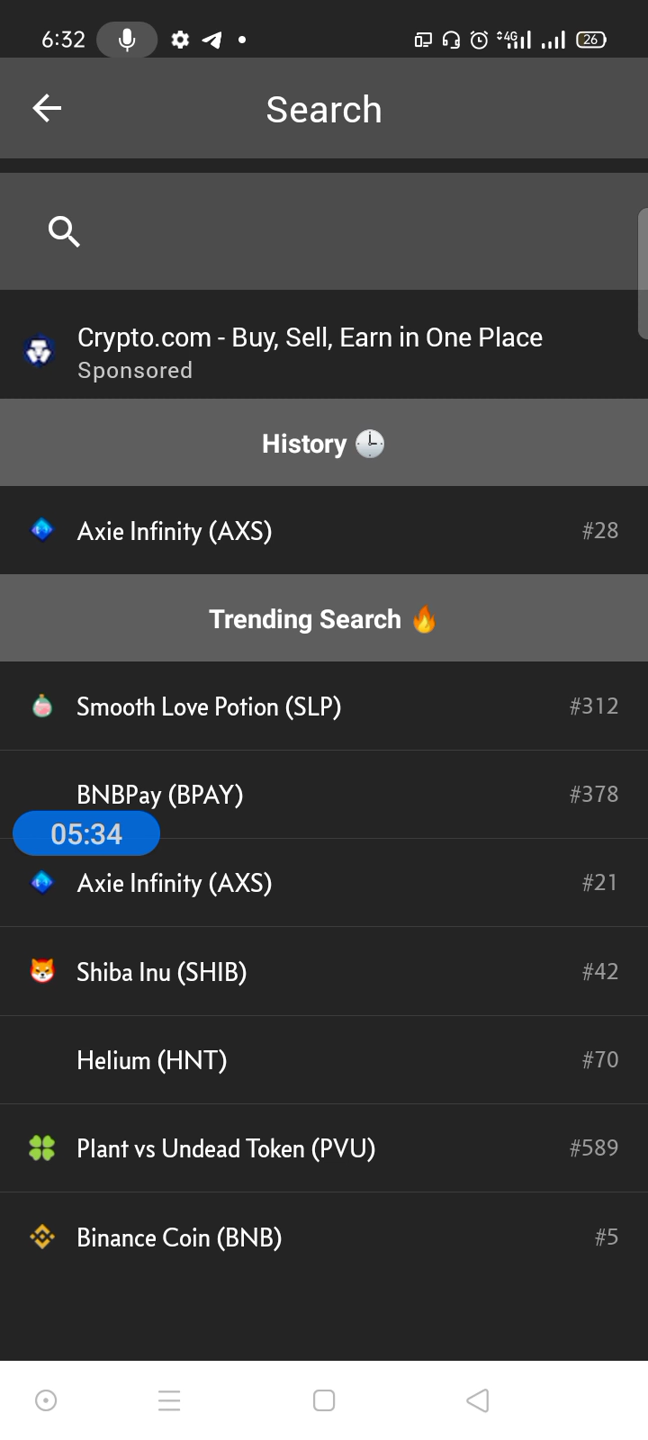 6:32
4G
26
Search
Crypto.com - Buy, Sell, Earn in One Place
Sponsored
History 🕒
Axie Infinity (AXS) #28
Trending Search 🔥
Smooth Love Potion (SLP) #312
BNBPay (BPAY) #378
05:34
Axie Infinity (AXS) #21
Shiba Inu (SHIB) #42
Helium (HNT) #70
Plant vs Undead Token (PVU) #589
Binance Coin (BNB) #5